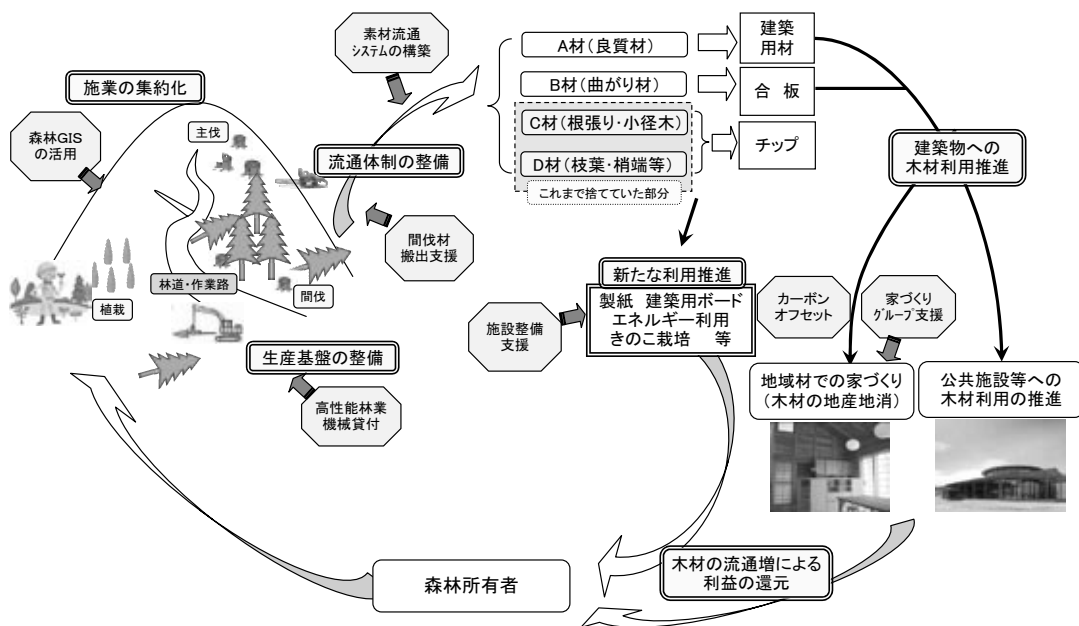 素材流通
システムの構築
施業の集約化
森林GIS
の活用
主伐
流通体制の整備
間伐材
搬出支援
林道・作業路
植栽
間伐
生産基盤の整備
高性能林業
機械貸付
A材(良質材)
B材(曲がり材)
C材(根張り・小径木)
D材(枝葉・梢端等)
これまで捨てていた部分
建築
用材
合 板
チップ
建築物への
木材利用推進
新たな利用推進
製紙 建築用ボード
エネルギー利用
きのこ栽培 等
施設整備
支援
カーボン
オフセット
家づくり
グループ支援
地域材での家づくり
(木材の地産地消)
公共施設等への
木材利用の推進
木材の流通増による
利益の還元
森林所有者